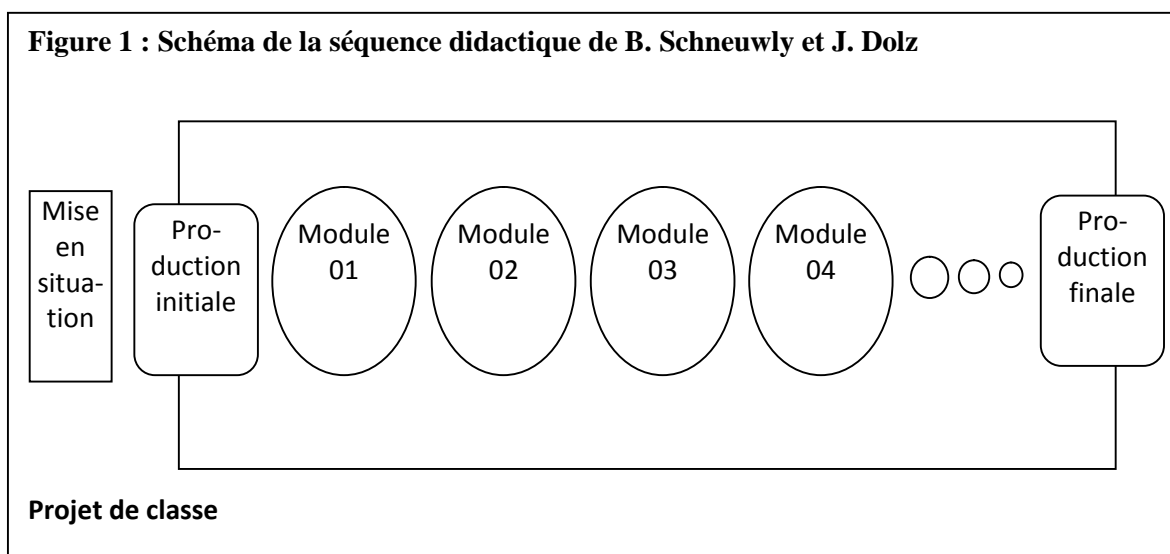 Figure 1 : Schéma de la séquence didactique de B. Schneuwly et J. Dolz
Mise
en
situa-
tion
Pro-
duction
initiale
Module
01
Module
02
Module
03
Module
04
Pro-
duction
finale
Projet de classe